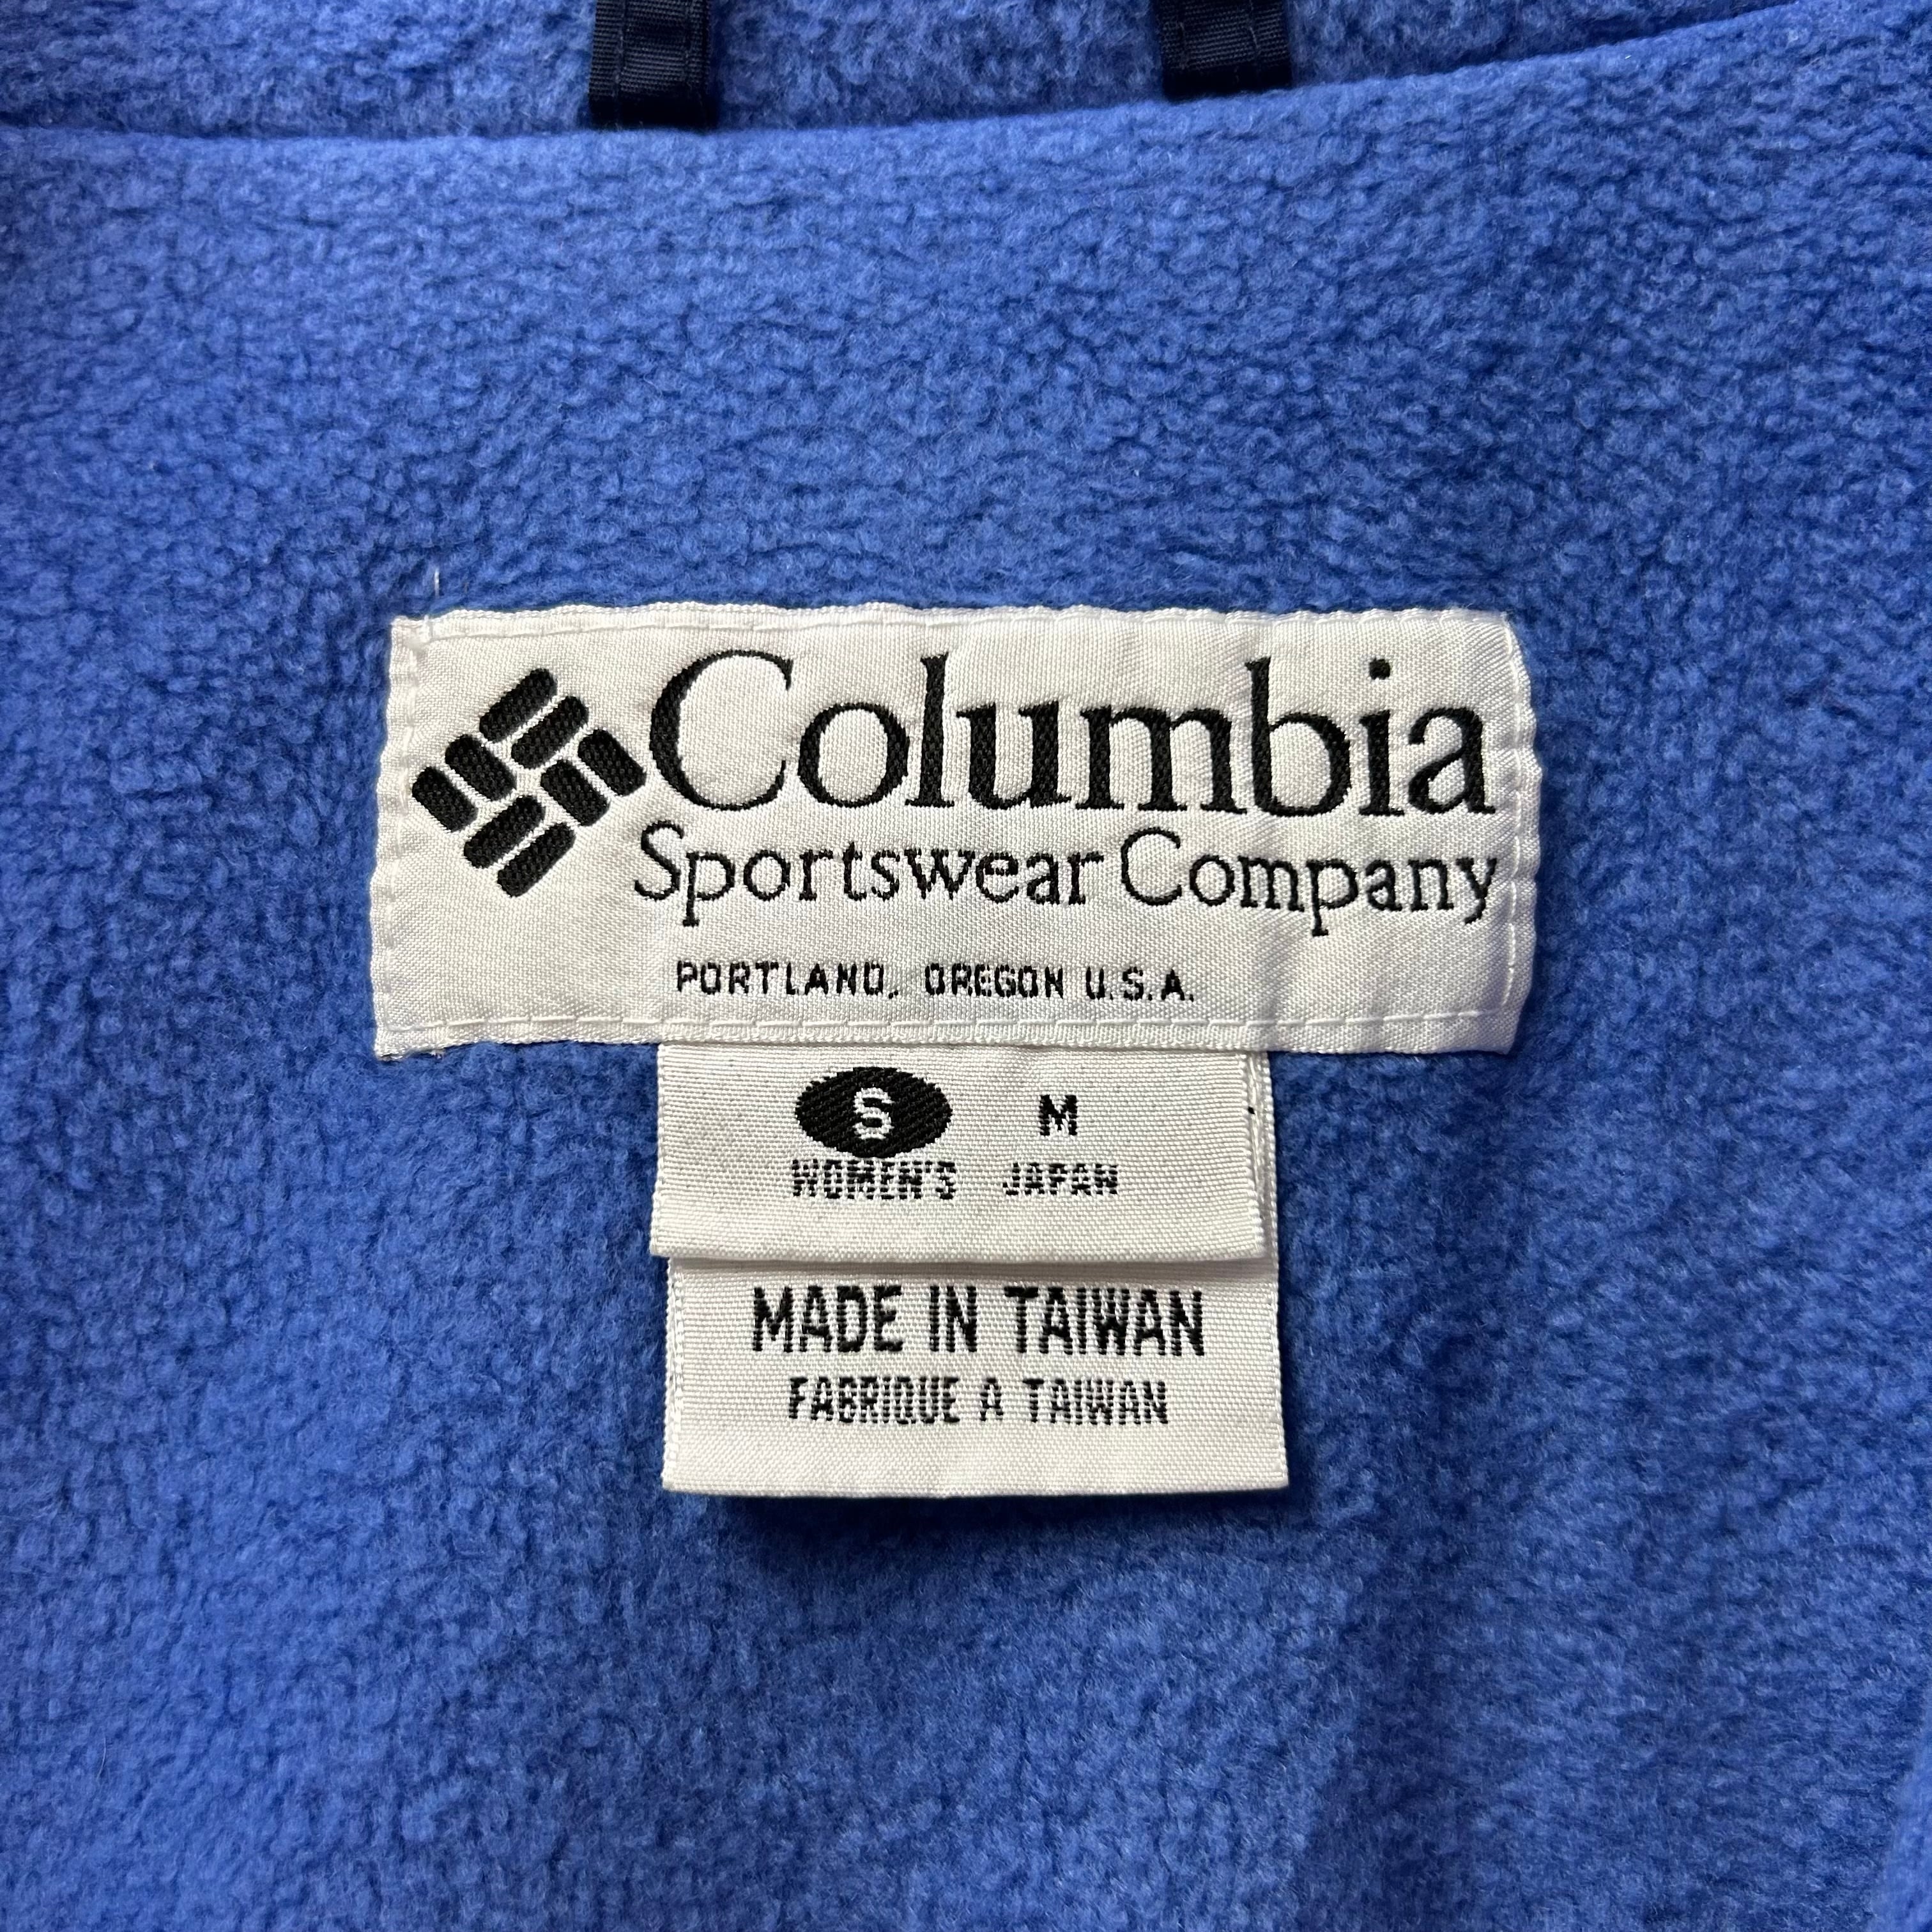 Columbia
Sportswear Company
PORTLAND, OREGON U.S.A.
S M
WOMEN'S JAPAN
MADE IN TAIWAN
FABRIQUE A TAIWAN